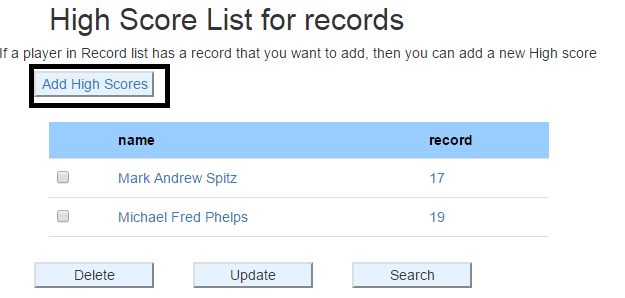 High Score List for records
If a player in Record list has a record that you want to add, then you can add a new High score
Add High Scores
name record
Mark Andrew Spitz 17
Michael Fred Phelps 19
Delete Update Search